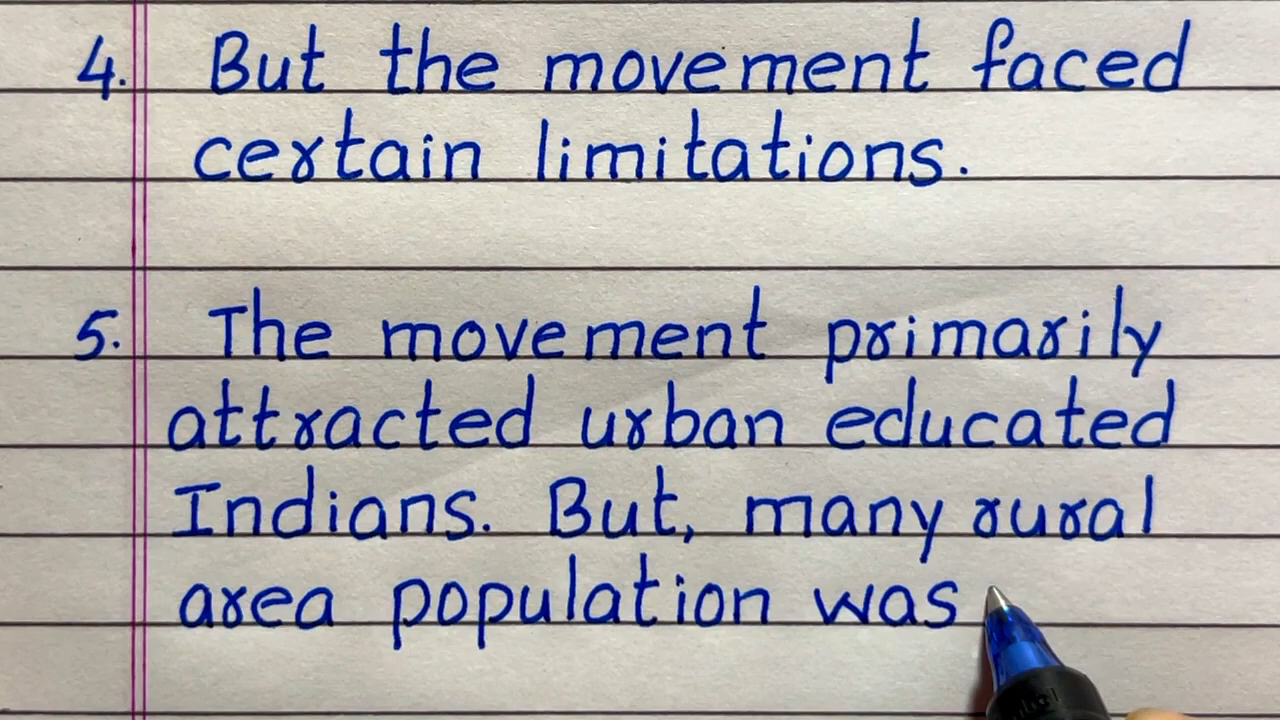 4. But the movement faced
certain limitations.
5. The movement primarily
attracted urban educated
Indians. But, many rural
area population was